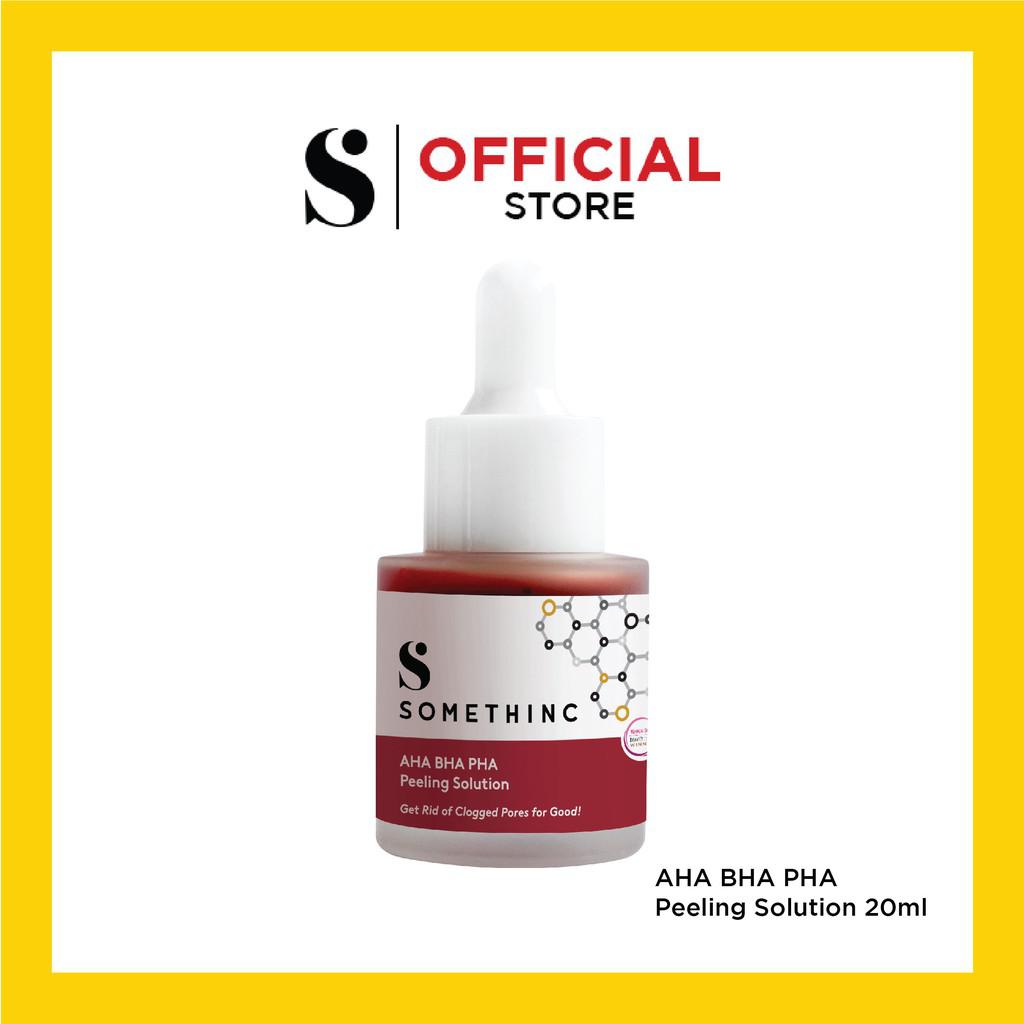 S
OFFICIAL
STORE
S
SOMETHINC
AHA BHA PHA
Peeling Solution
Get Rid of Clogged Pores for Good!
AHA BHA PHA
Peeling Solution 20ml